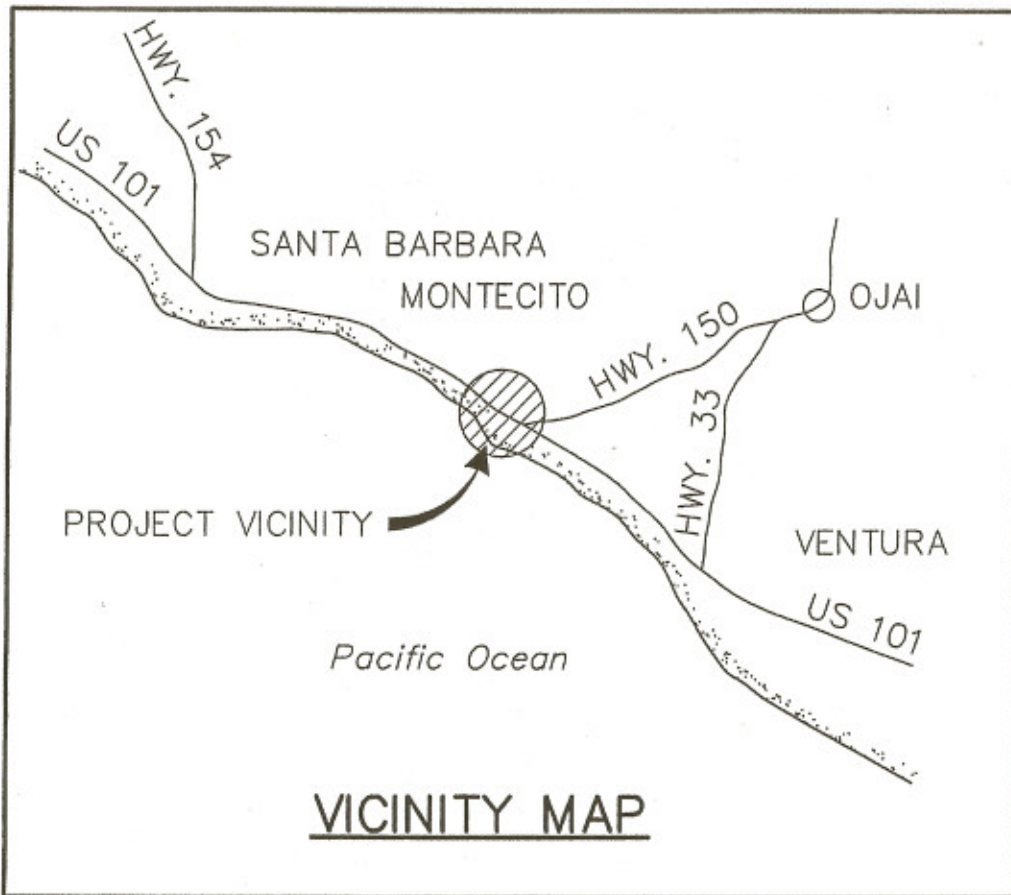 HWY. 154
US 101
SANTA BARBARA
MONTECITO
OJAI
HWY. 150
HWY. 33
PROJECT VICINITY
VENTURA
US 101
Pacific Ocean
VICINITY MAP